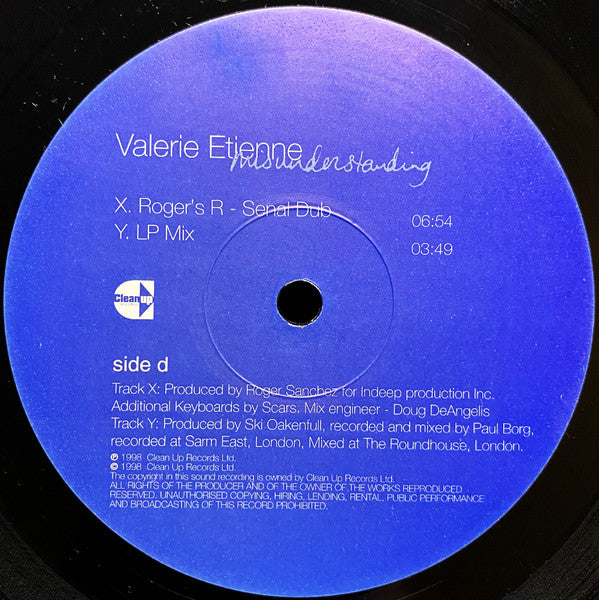 Valerie Etienne misunderstanding
X. Roger's R - Senal Dub 06:54
Y. LP Mix 03:49
Clean up
side d
Track X: Produced by Roger Sanchez for Indeep production Inc.
Additional Keyboards by Scars. Mix engineer - Doug DeAngelis
Track Y: Produced by Ski Oakenfull, recorded and mixed by Paul Borg,
recorded at Sarm East, London, Mixed at The Roundhouse, London.
℗ 1998 Clean Up Records Ltd.
© 1998 Clean Up Records Ltd.
The copyright in this sound recording is owned by Clean Up Records Ltd.
ALL RIGHTS OF THE PRODUCER AND OF THE OWNER OF THE WORKS REPRODUCED
RESERVED. UNAUTHORISED COPYING, HIRING, LENDING, RENTAL, PUBLIC PERFORMANCE
AND BROADCASTING OF THIS RECORD PROHIBITED.